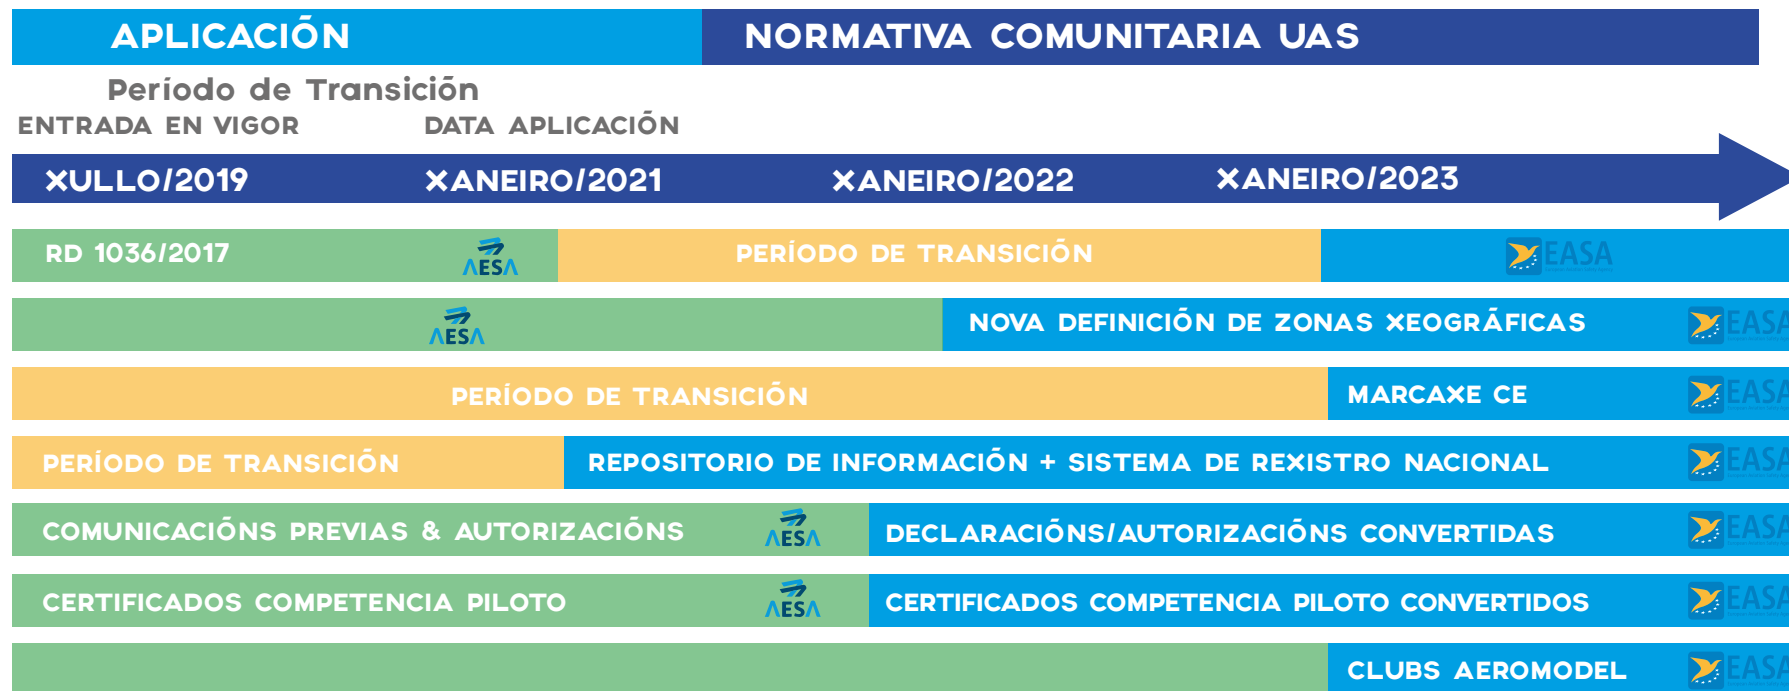 APLICACIÓN NORMATIVA COMUNITARIA UAS
Período de Transición
ENTRADA EN VIGOR DATA APLICACIÓN
XULLO/2019 XANEIRO/2021 XANEIRO/2022 XANEIRO/2023
RD 1036/2017 AESA PERÍODO DE TRANSICIÓN EASA
AESA NOVA DEFINICIÓN DE ZONAS XEOGRÁFICAS EASA
PERÍODO DE TRANSICIÓN MARCAXE CE EASA
PERÍODO DE TRANSICIÓN REPOSITORIO DE INFORMACIÓN + SISTEMA DE REXISTRO NACIONAL EASA
COMUNICACIÓNS PREVIAS & AUTORIZACIÓNS AESA DECLARACIÓNS/AUTORIZACIÓNS CONVERTIDAS EASA
CERTIFICADOS COMPETENCIA PILOTO AESA CERTIFICADOS COMPETENCIA PILOTO CONVERTIDOS EASA
CLUBS AEROMODEL EASA